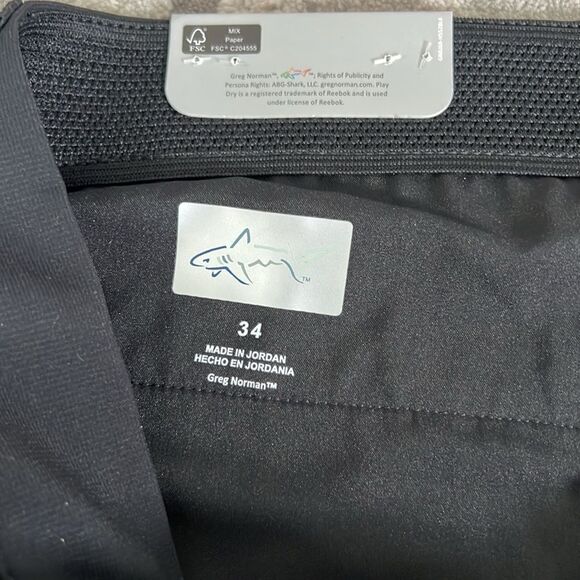 MIX
Paper
FSC
FSC® C204555
Greg Norman™, ; Rights of Publicity and
Persona Rights: ABG-Shark, LLC. gregnorman.com. Play
Dry is a registered trademark of Reebok and is used
under license of Reebok.
TM
34
MADE IN JORDAN
HECHO EN JORDANIA
Greg Norman™